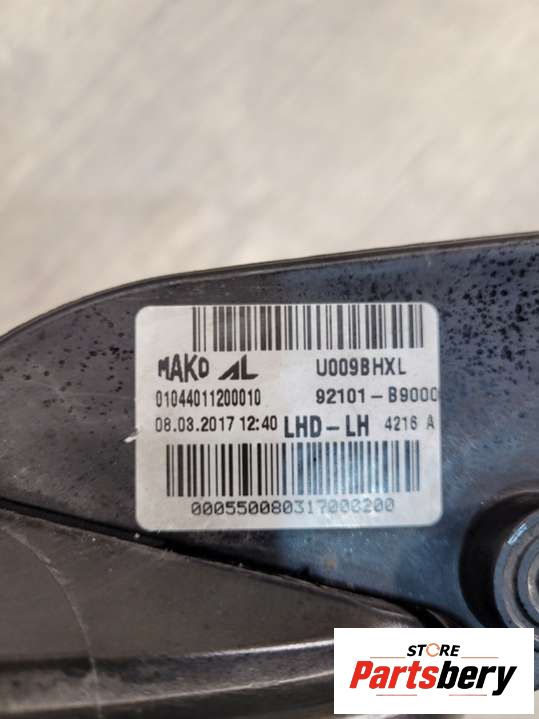 MAKO AL U009BHXL
01044011200010 92101-B9000
08.03.2017 12:40 LHD-LH 4216 A
000550080317000200
STORE
Partsbery